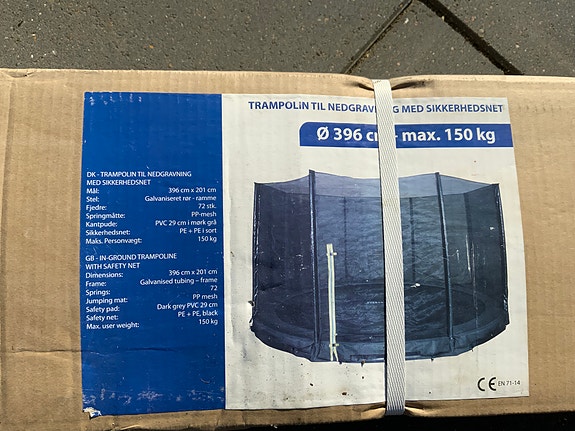 TRAMPOLiN TIL NEDGRAVNING MED SIKKERHEDSNET
Ø 396 cm - max. 150 kg
DK - TRAMPOLIN TIL NEDGRAVNING
MED SIKKERHEDSNET
Mål: 396 cm x 201 cm
Stel: Galvaniseret rør - ramme
Fjedre: 72 stk.
Springmåtte: PP-mesh
Kantpude: PVC 29 cm i mørk grå
Sikkerhedsnet: PE + PE i sort
Maks. Personvægt: 150 kg
GB - IN-GROUND TRAMPOLINE
WITH SAFETY NET
Dimensions: 396 cm x 201 cm
Frame: Galvanised tubing – frame
Springs: 72
Jumping mat: PP mesh
Safety pad: Dark grey PVC 29 cm
Safety net: PE + PE, black
Max. user weight: 150 kg
CE EN 71-14